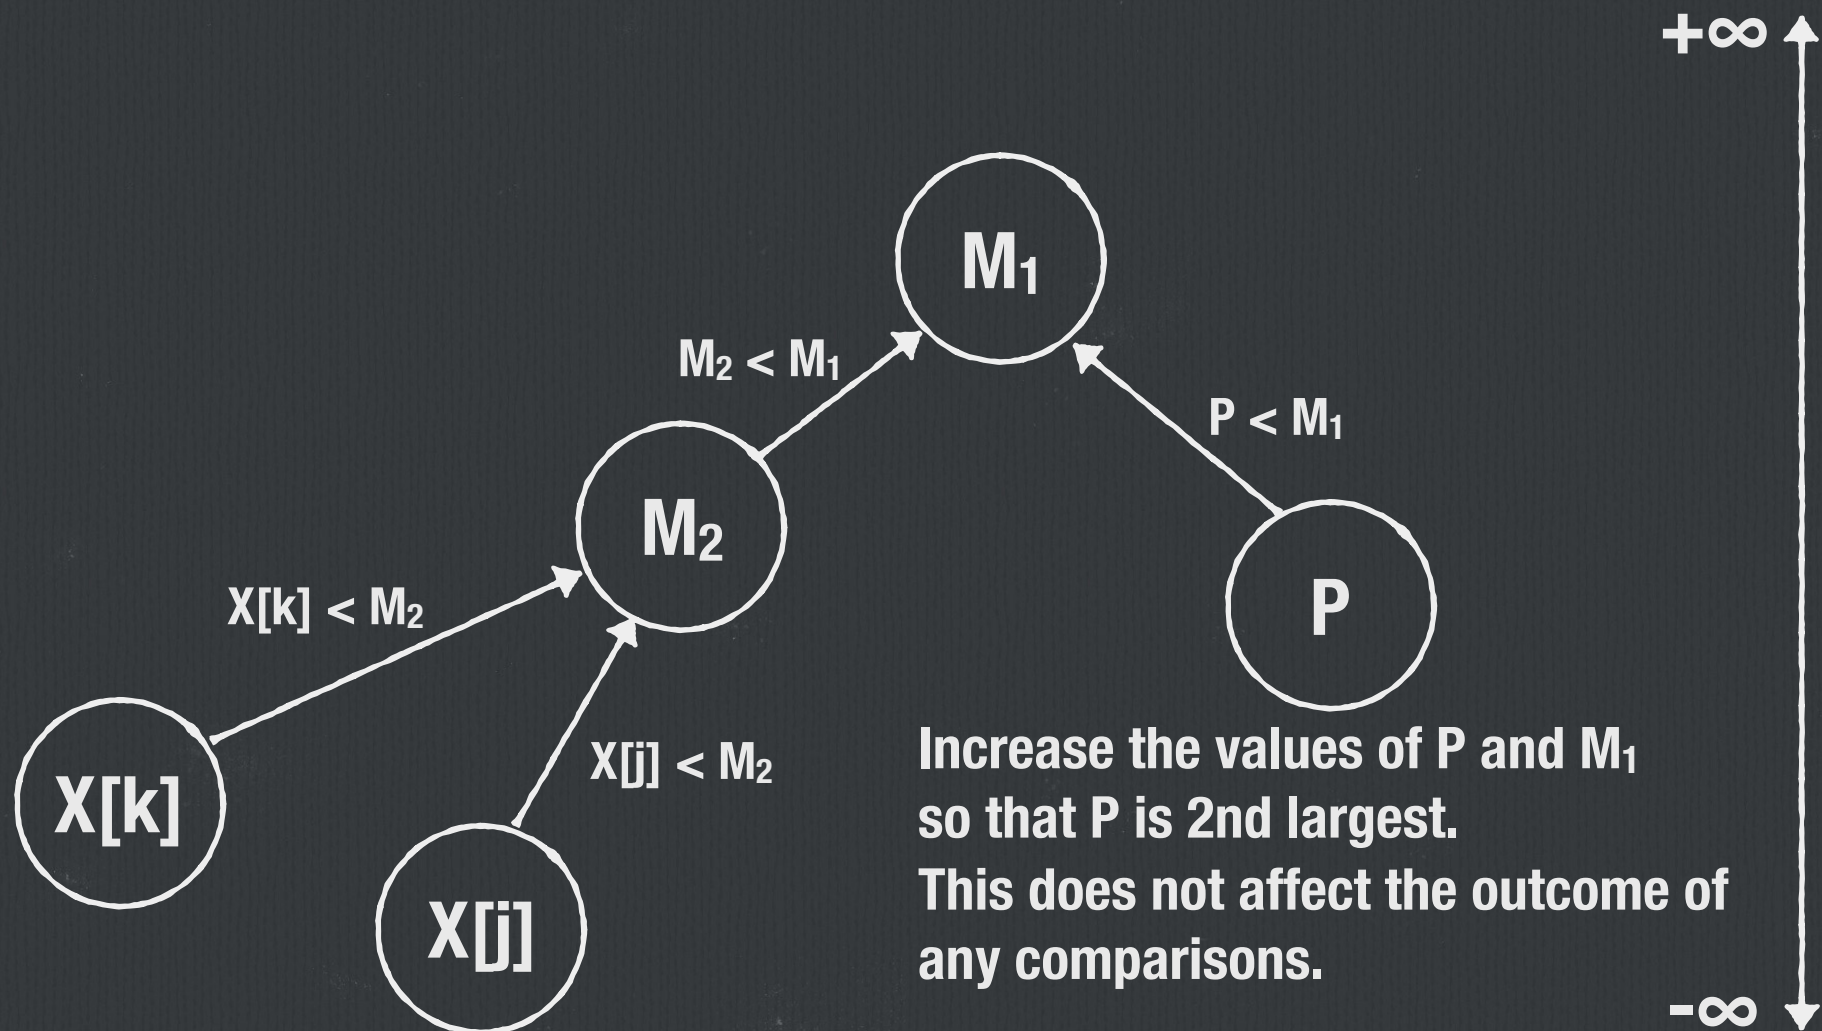 +∞
M₁
M₂ < M₁
P < M₁
M₂
P
X[k] < M₂
X[j] < M₂
X[k]
X[j]
Increase the values of P and M₁
so that P is 2nd largest.
This does not affect the outcome of
any comparisons.
-∞